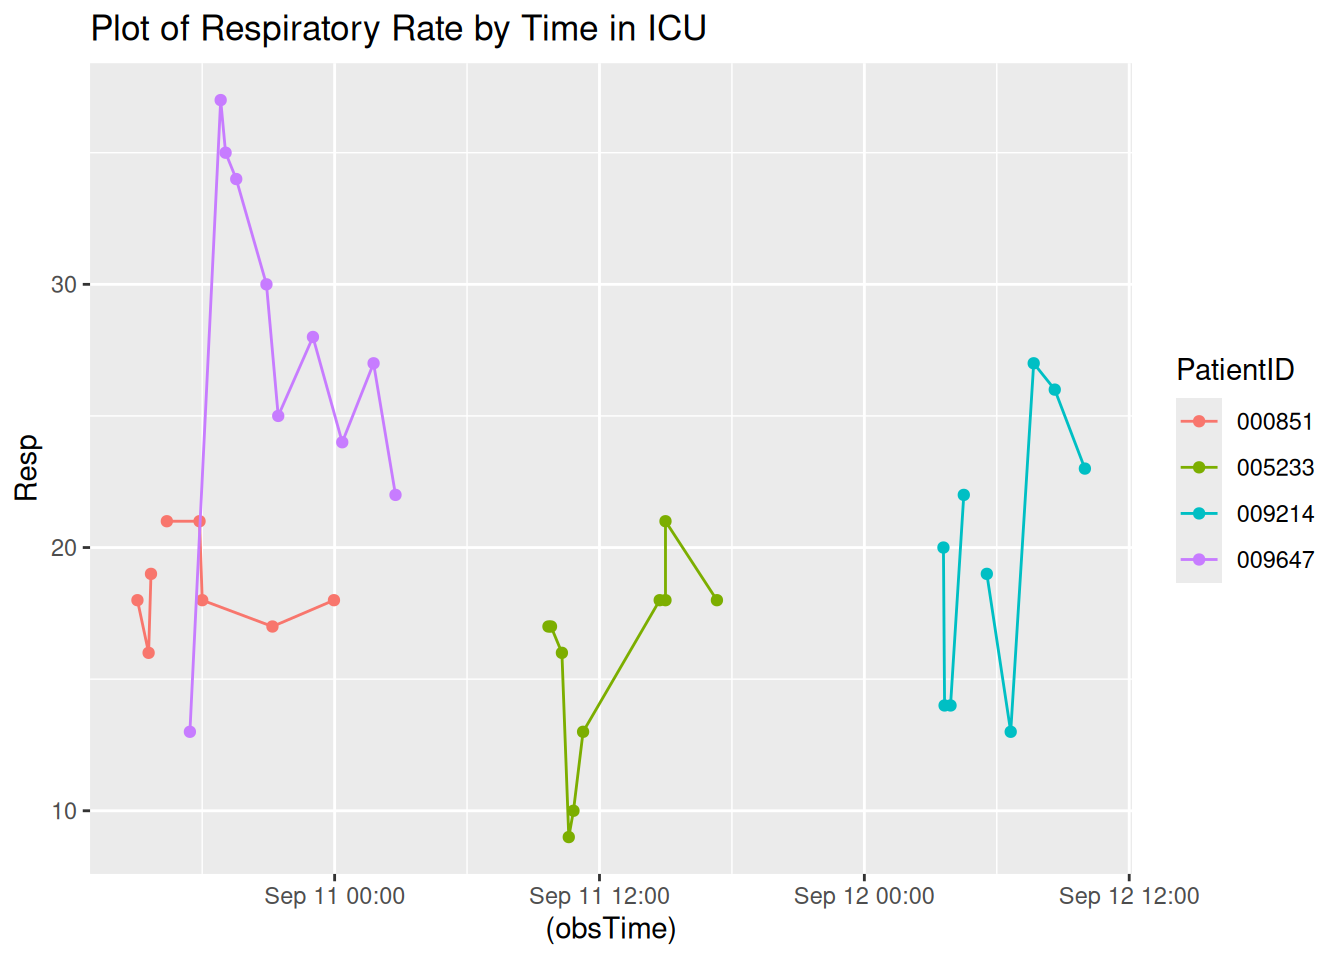 Plot of Respiratory Rate by Time in ICU
Resp
30
20
10
Sep 11 00:00
Sep 11 12:00
Sep 12 00:00
Sep 12 12:00
(obsTime)
PatientID
000851
005233
009214
009647